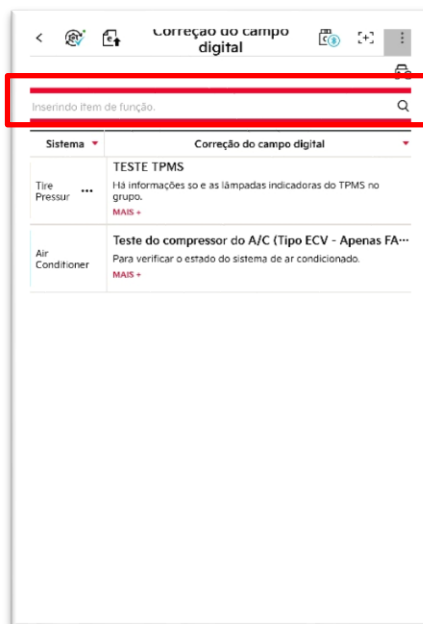 Correção do campo
digital
Inserindo item de função.
Sistema
Correção do campo digital
Tire
Pressur ...
TESTE TPMS
Há informações so e as lâmpadas indicadoras do TPMS no
grupo.
MAIS +
Air
Conditioner
Teste do compressor do A/C (Tipo ECV - Apenas FA...
Para verificar o estado do sistema de ar condicionado.
MAIS +